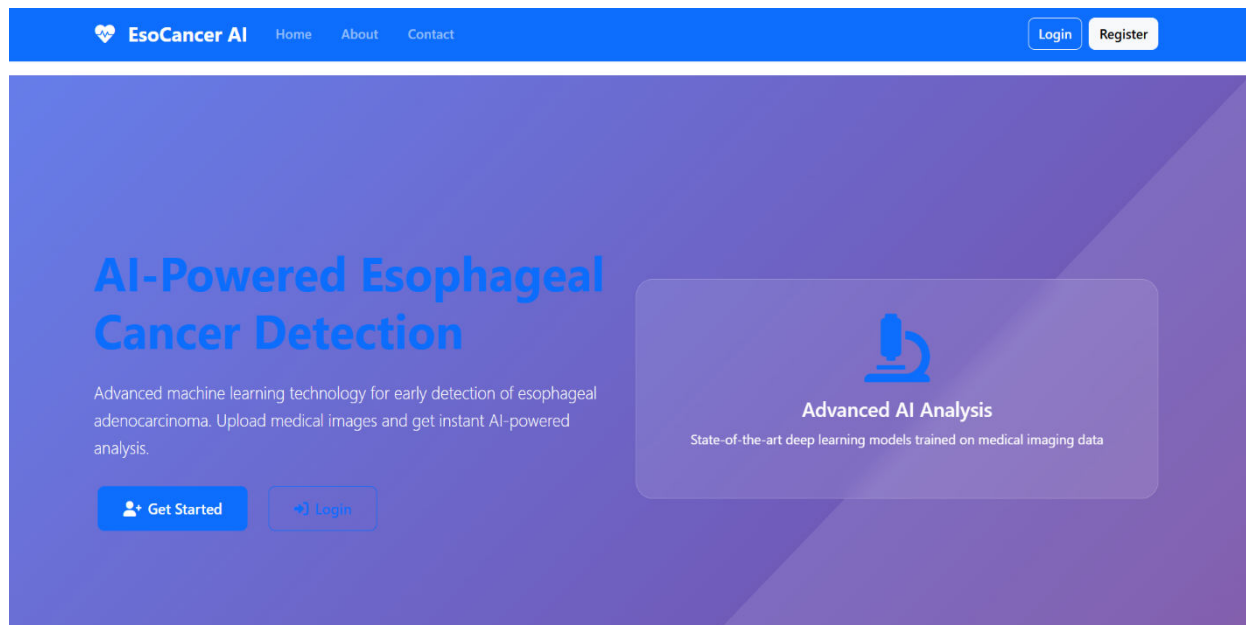 EsoCancer AI Home About Contact Login Register
AI-Powered Esophageal
Cancer Detection
Advanced machine learning technology for early detection of esophageal
adenocarcinoma. Upload medical images and get instant AI-powered
analysis.
Get Started Login
Advanced AI Analysis
State-of-the-art deep learning models trained on medical imaging data